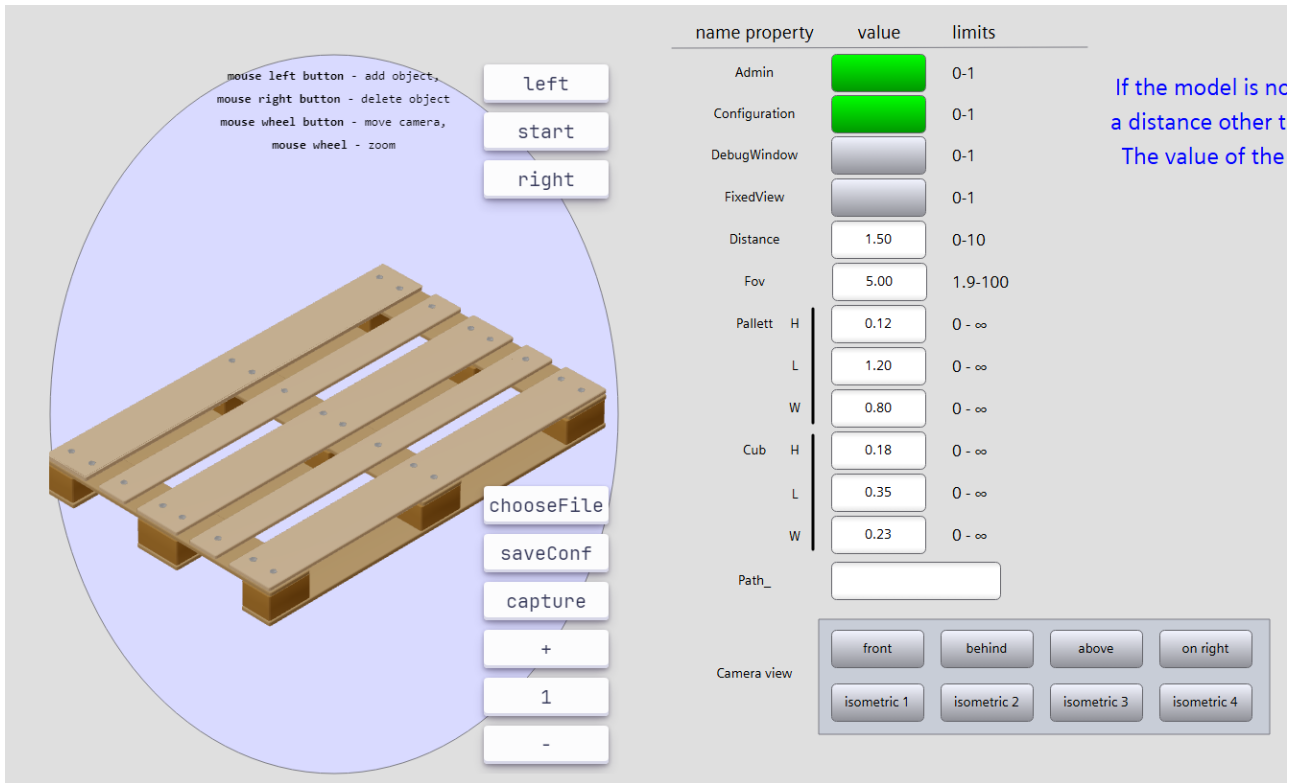 mouse left button - add object,
mouse right button - delete object
mouse wheel button - move camera,
mouse wheel - zoom
left
start
right
chooseFile
saveConf
capture
+
1
-
name property value limits
Admin 0-1
Configuration 0-1
DebugWindow 0-1
FixedView 0-1
Distance 1.50 0-10
Fov 5.00 1.9-100
Pallett H 0.12 0 - ∞
L 1.20 0 - ∞
W 0.80 0 - ∞
Cub H 0.18 0 - ∞
L 0.35 0 - ∞
W 0.23 0 - ∞
Path_
Camera view
front behind above on right
isometric 1 isometric 2 isometric 3 isometric 4
If the model is
a distance other
The value of the